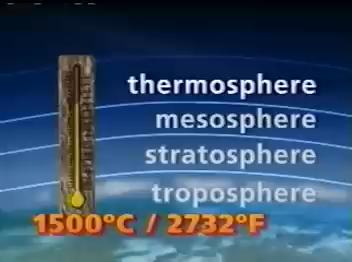 thermosphere
mesosphere
stratosphere
troposphere
1500°C / 2732°F